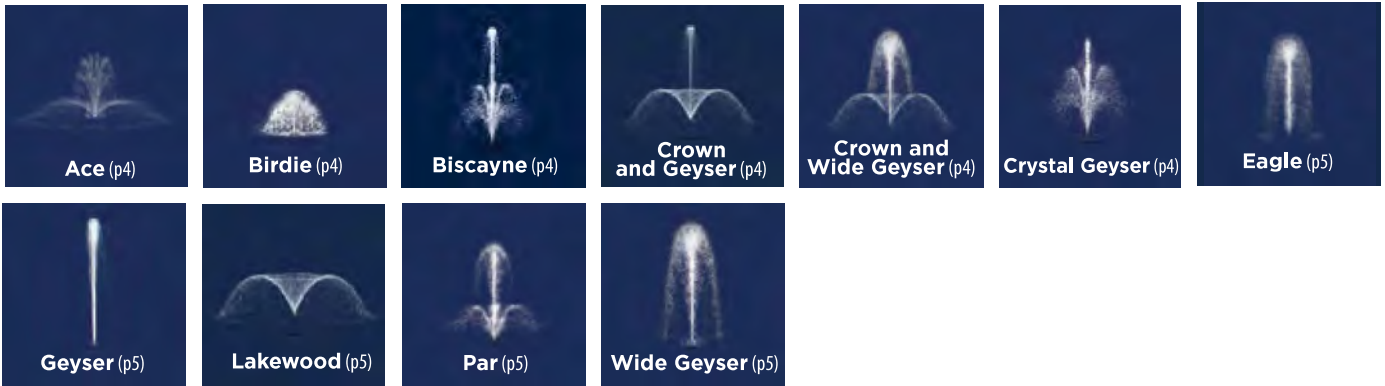 Ace (p4)
Birdie (p4)
Biscayne (p4)
Crown
and Geyser (p4)
Crown and
Wide Geyser (p4)
Crystal Geyser (p4)
Eagle (p5)
Geyser (p5)
Lakewood (p5)
Par (p5)
Wide Geyser (p5)